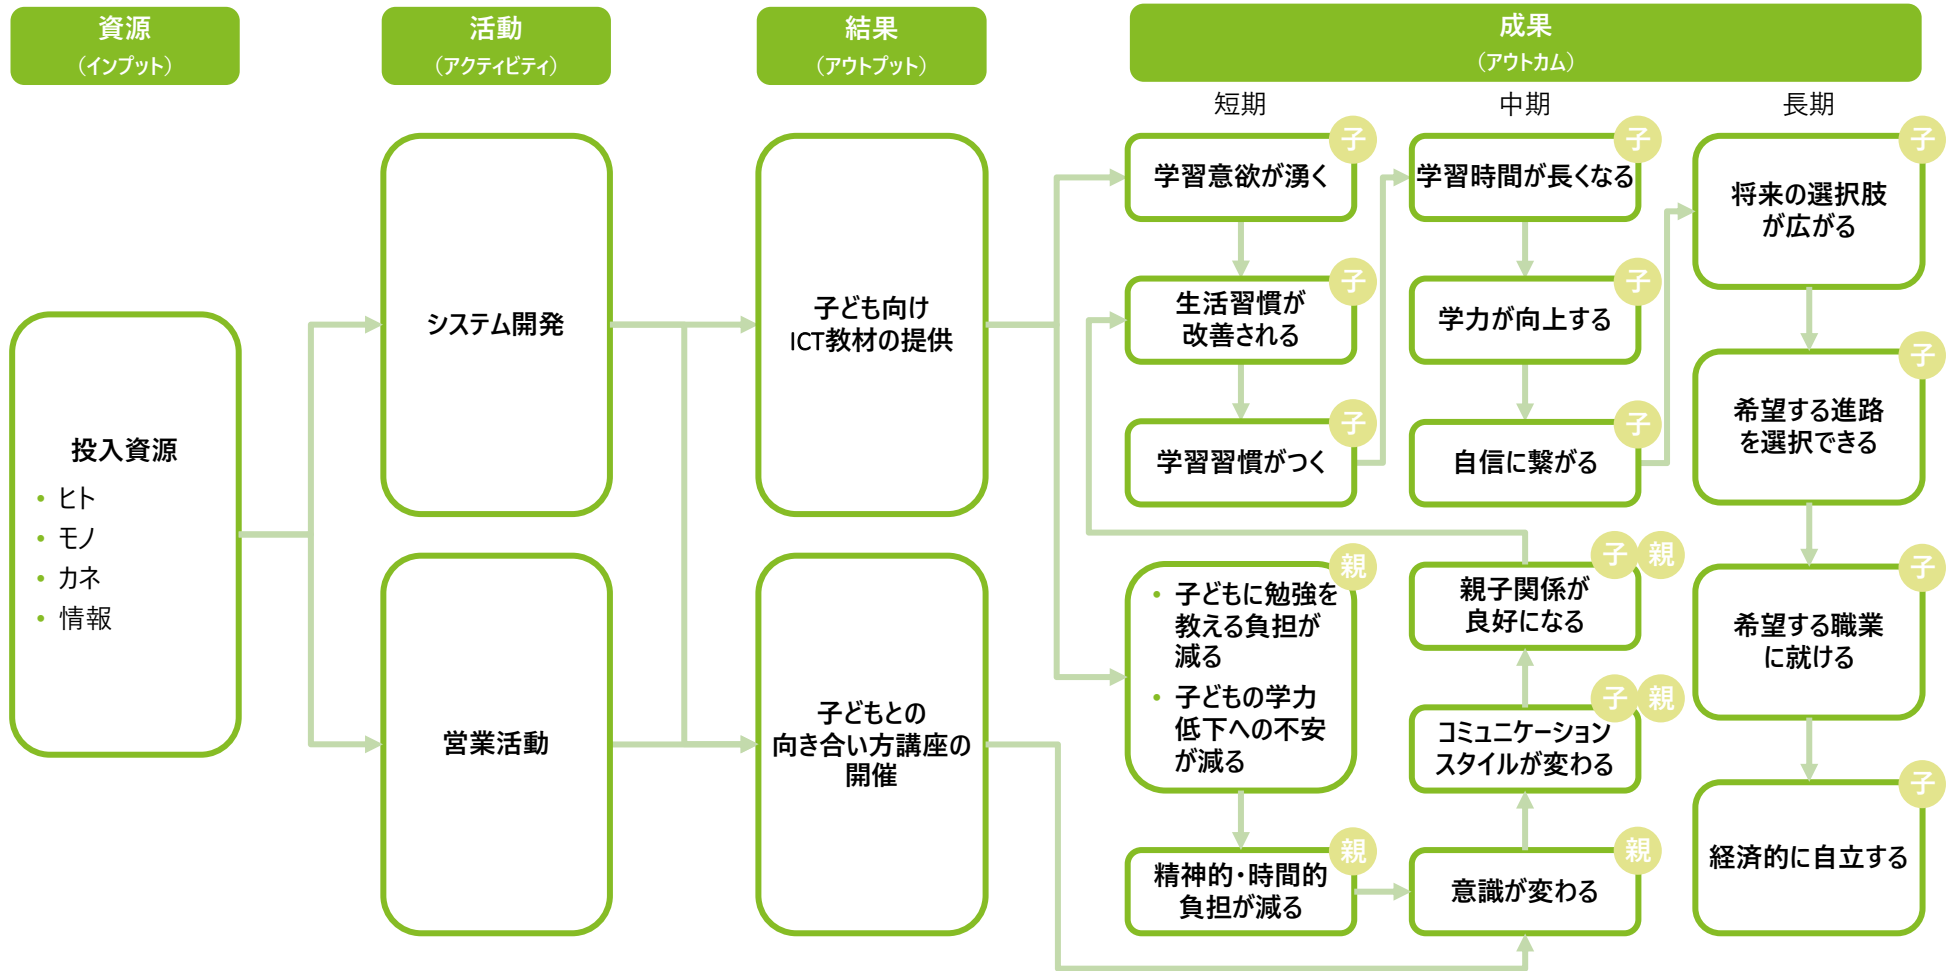 資源
（インプット）
活動
（アクティビティ）
結果
（アウトプット）
成果
（アウトカム）
短期
中期
長期
投入資源
• ヒト
• モノ
• カネ
• 情報
システム開発
営業活動
子ども向け
ICT教材の提供
子どもとの
向き合い方講座の
開催
子
学習意欲が湧く
子
生活習慣が
改善される
子
学習習慣がつく
親
• 子どもに勉強を
教える負担が
減る
• 子どもの学力
低下への不安
が減る
親
精神的・時間的
負担が減る
子
学習時間が長くなる
子
学力が向上する
子
自信に繋がる
子 親
親子関係が
良好になる
子 親
コミュニケーション
スタイルが変わる
親
意識が変わる
子
将来の選択肢
が広がる
子
希望する進路
を選択できる
子
希望する職業
に就ける
子
経済的に自立する